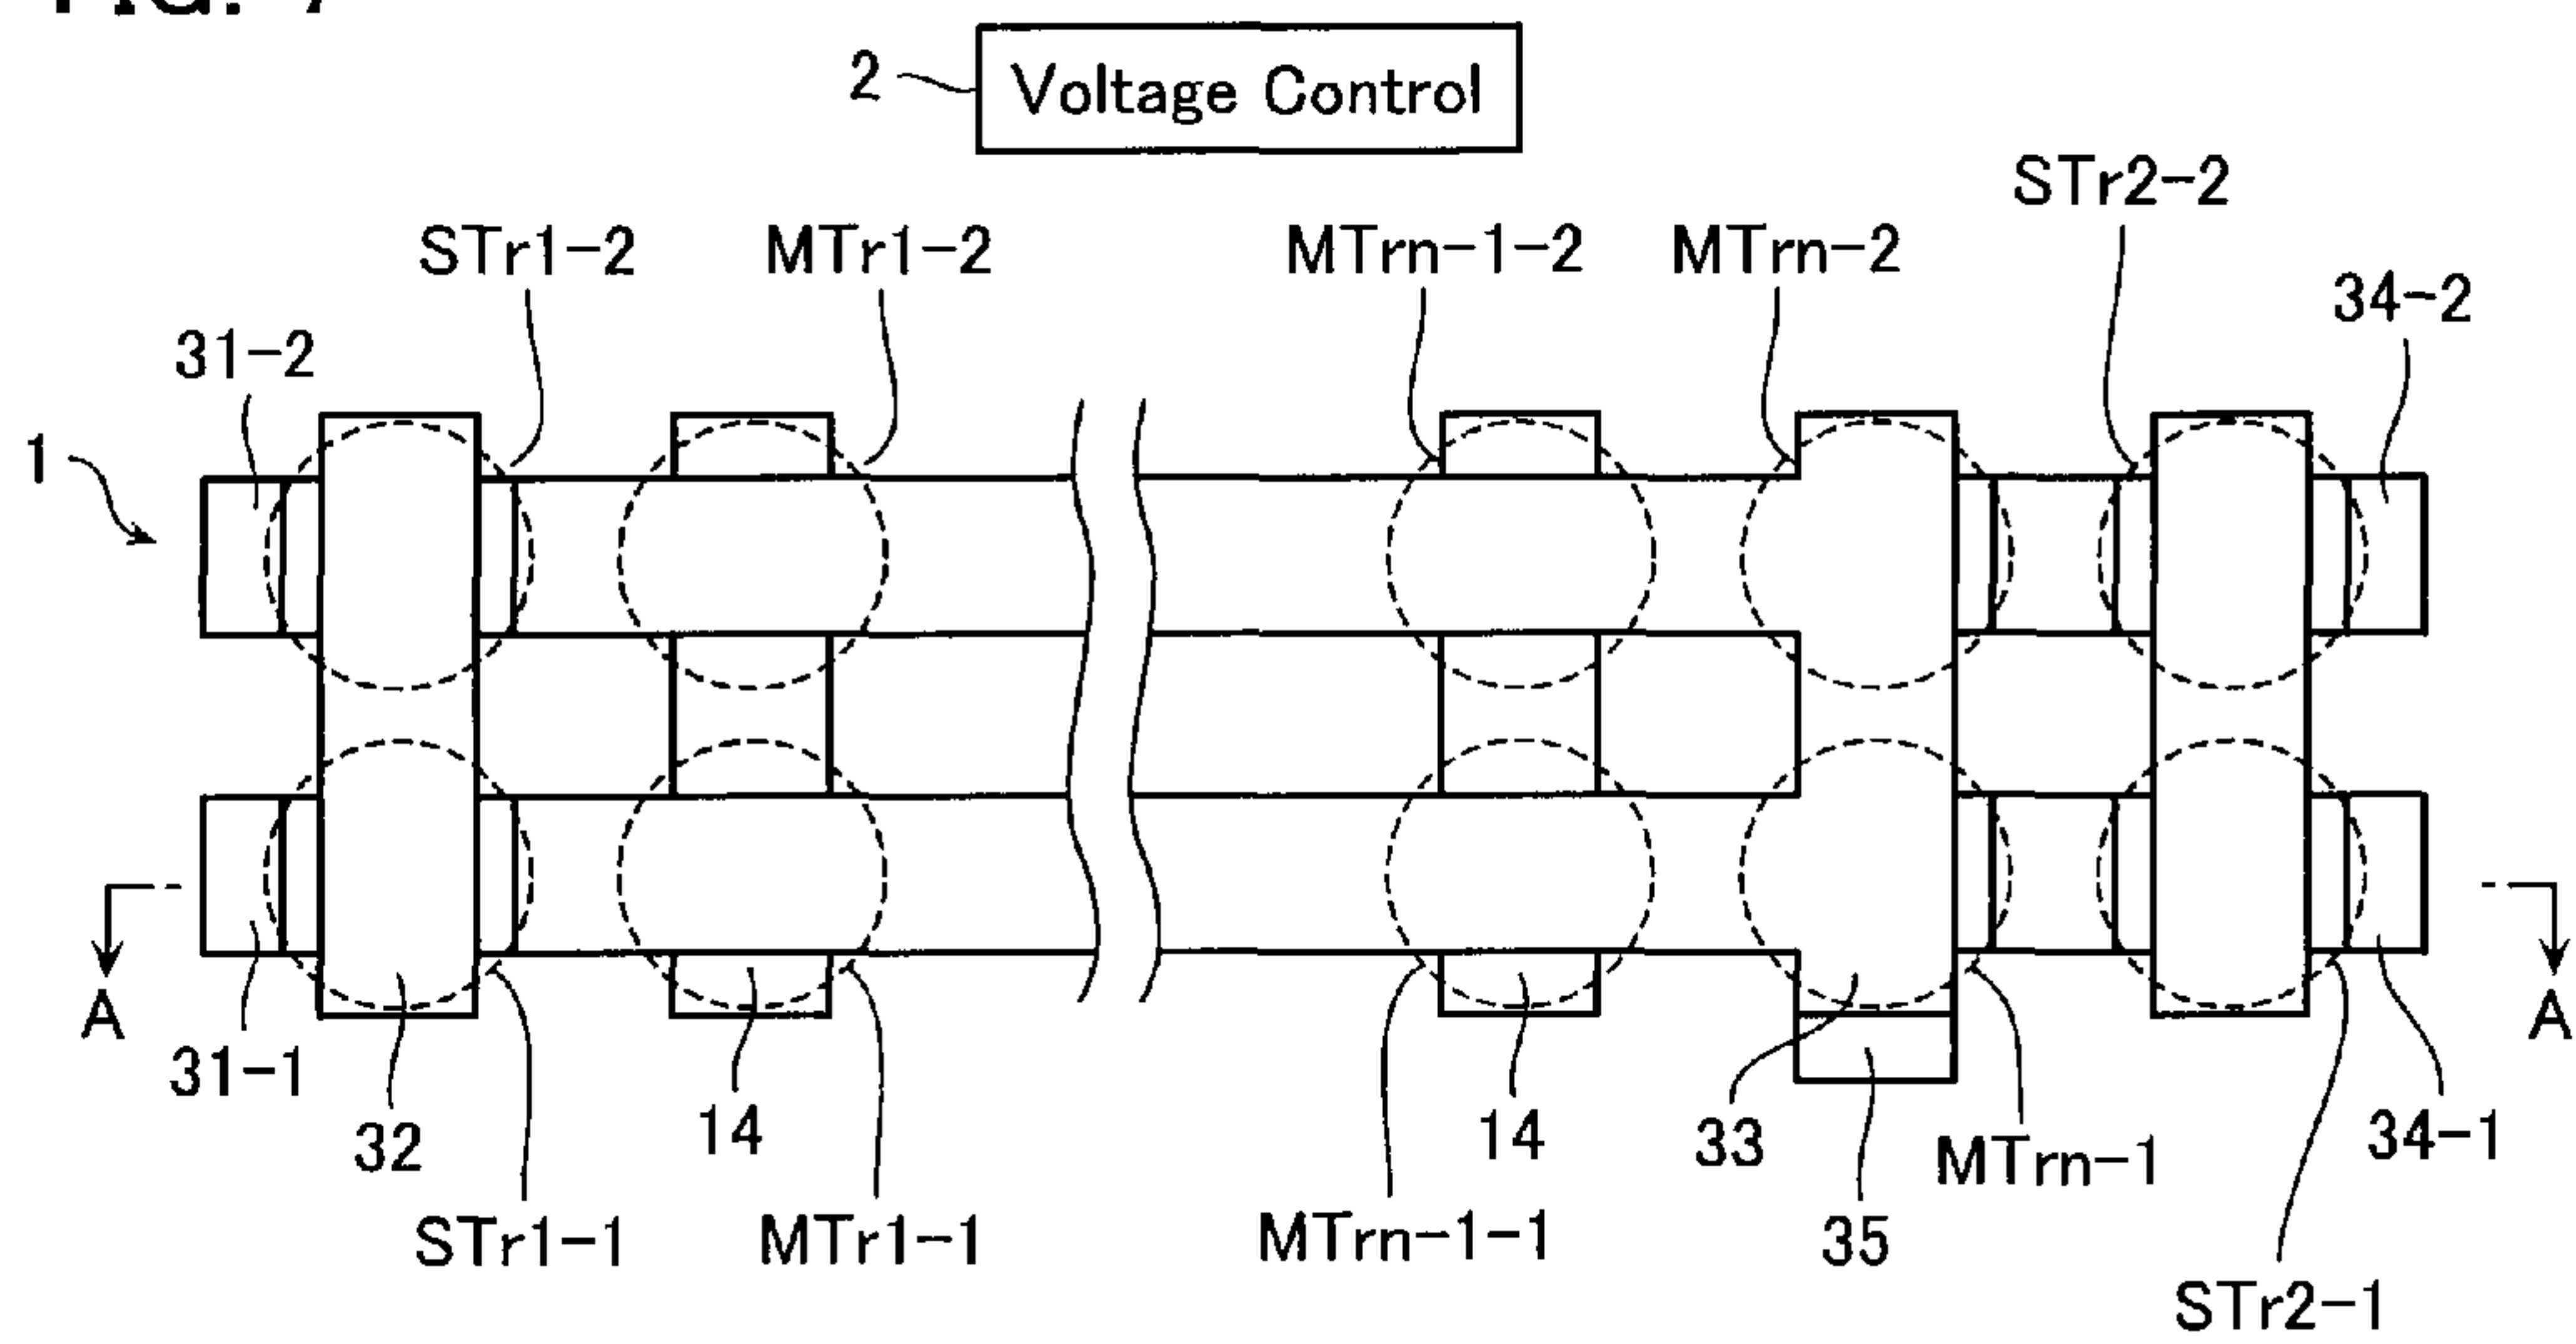 2 Voltage Control
STr2-2
STr1-2 MTr1-2 MTrn-1-2 MTrn-2
34-2
31-2
1
A A
31-1
32 14 14 33 MTrn-1 34-1
STr1-1 MTr1-1 MTrn-1-1 35
STr2-1